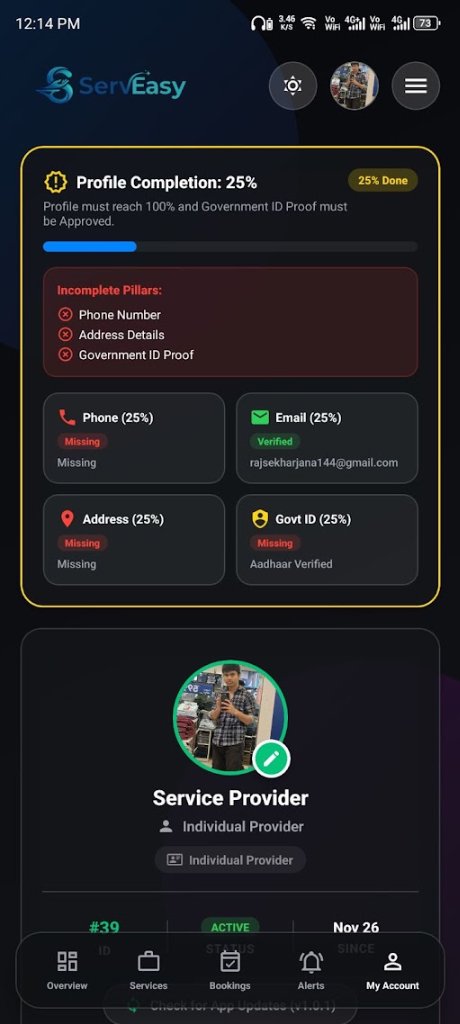 12:14 PM 3.46 K/S Vo WiFi 4G+ Vo WiFi 4G 73
ServEasy
Profile Completion: 25% 25% Done
Profile must reach 100% and Government ID Proof must
be Approved.
Incomplete Pillars:
Phone Number
Address Details
Government ID Proof
Phone (25%)
Missing
Missing
Email (25%)
Verified
rajsekharjana144@gmail.com
Address (25%)
Missing
Missing
Govt ID (25%)
Missing
Aadhaar Verified
Service Provider
Individual Provider
Individual Provider
#39 ACTIVE Nov 26
ID STATUS SINCE
Overview Services Bookings Alerts My Account
Check for App Updates (v1.0.1)